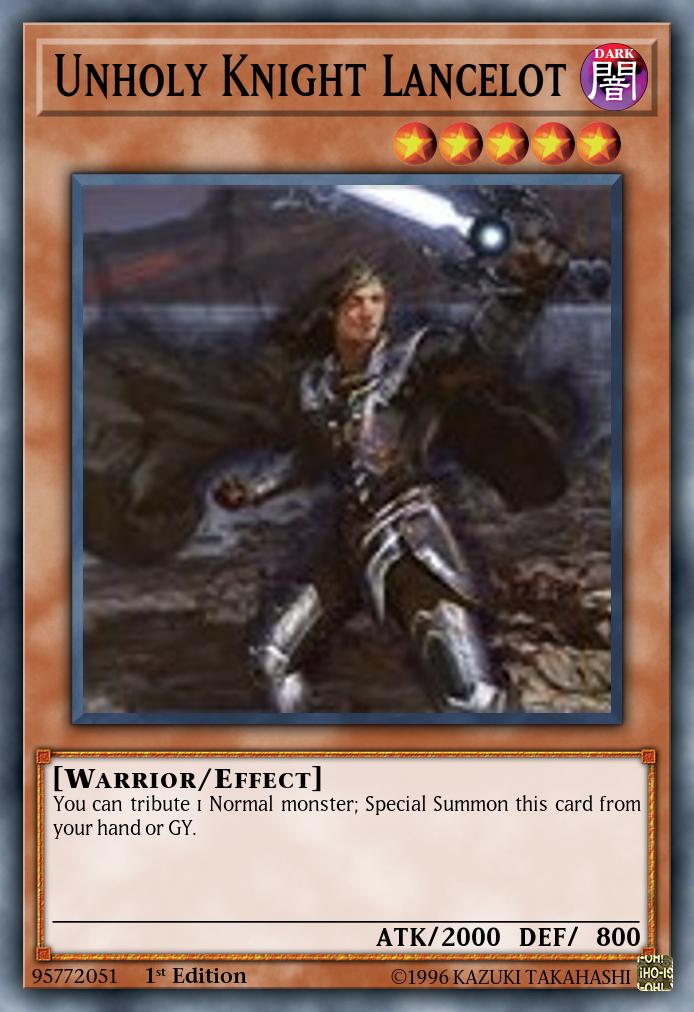 Unholy Knight Lancelot
DARK
闇
[Warrior/Effect]
You can tribute 1 Normal monster; Special Summon this card from
your hand or GY.
ATK/2000 DEF/ 800
95772051 1st Edition ©1996 KAZUKI TAKAHASHI